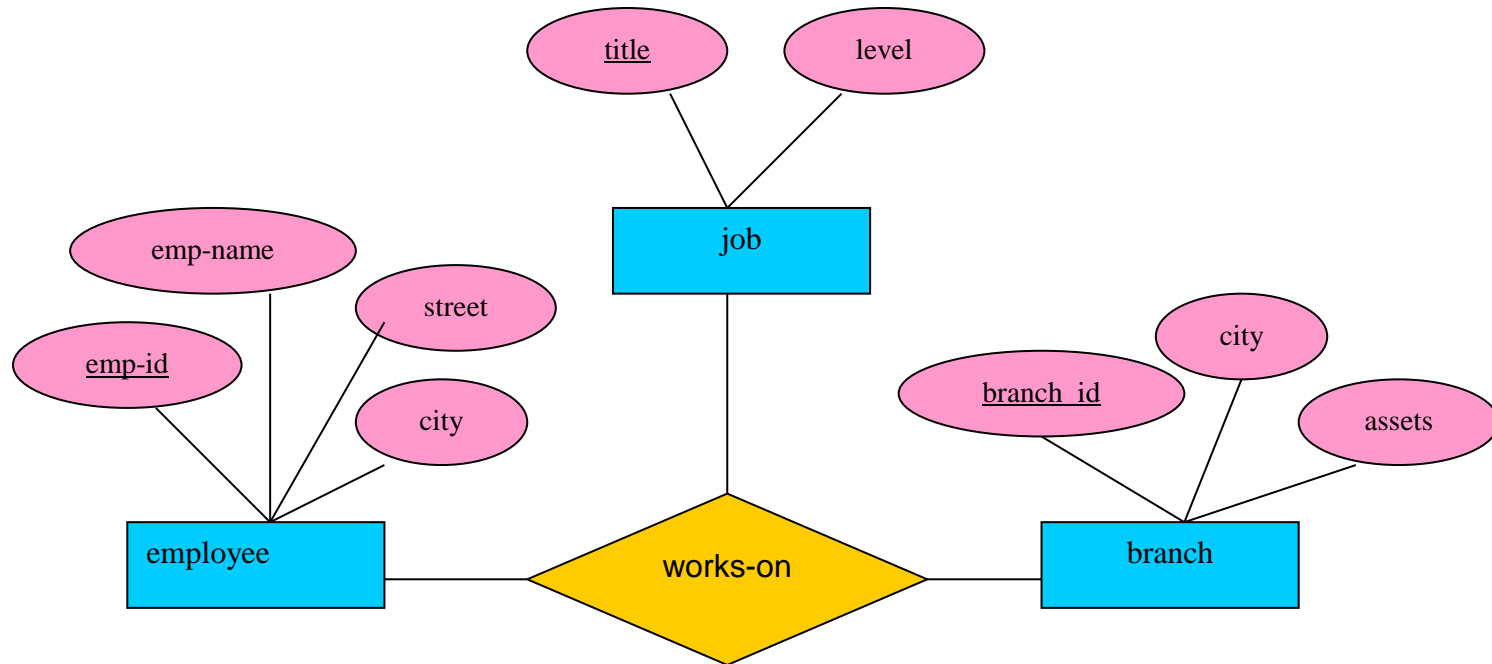 title
level
job
emp-name
street
emp-id
city
city
branch_id
assets
employee
works-on
branch